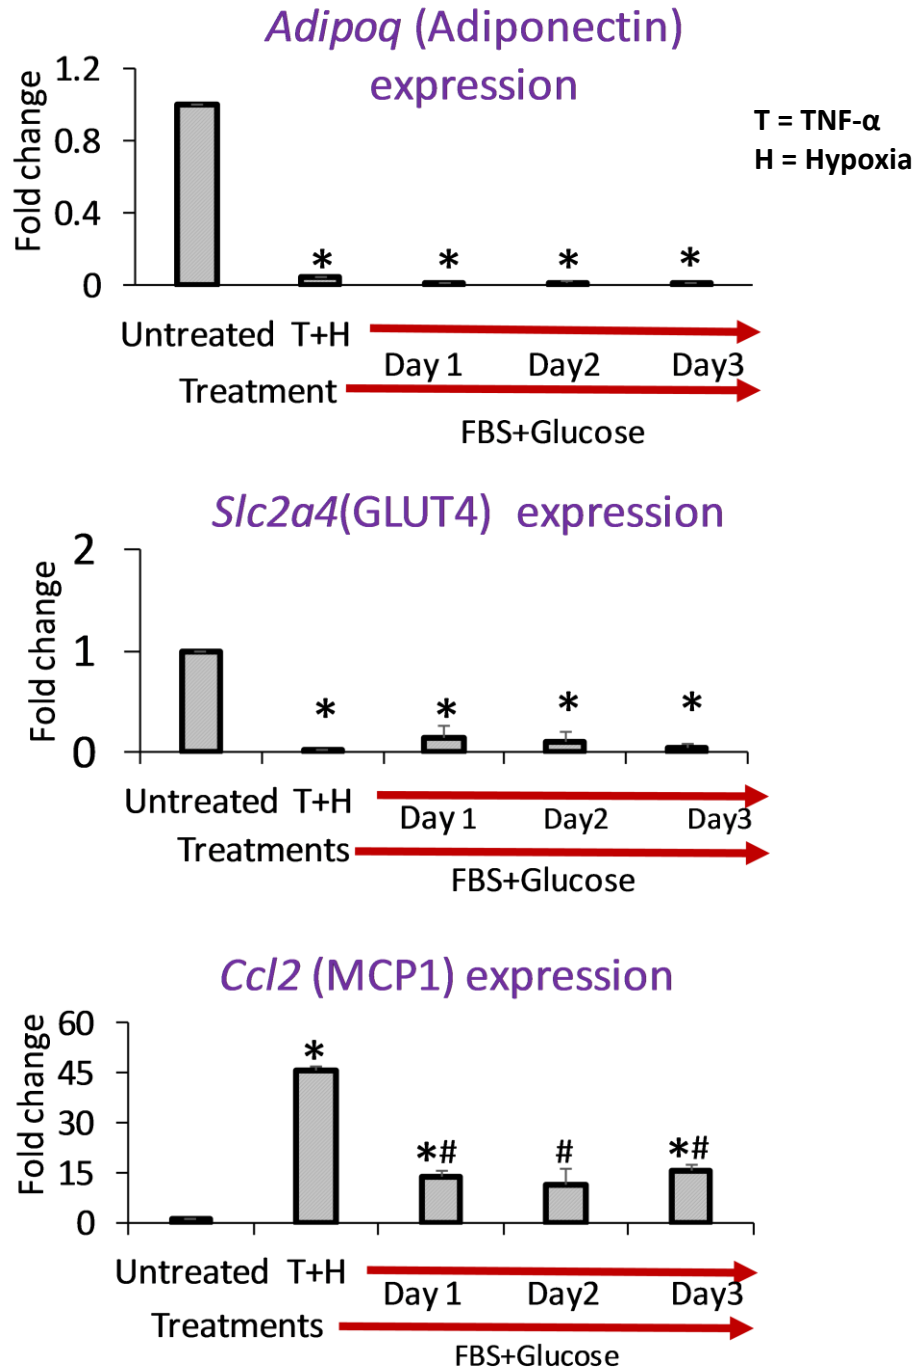 Adipoq (Adiponectin)
expression
T = TNF-α
H = Hypoxia
Fold change
1.2
0.8
0.4
0
* * * *
Untreated T+H
Day 1 Day2 Day3
Treatment
FBS+Glucose
Slc2a4(GLUT4) expression
Fold change
2
1
0
* * * *
Untreated T+H
Day 1 Day2 Day3
Treatments
FBS+Glucose
Ccl2 (MCP1) expression
Fold change
60
45
30
15
0
* *# # *#
Untreated T+H
Day 1 Day2 Day3
Treatments
FBS+Glucose